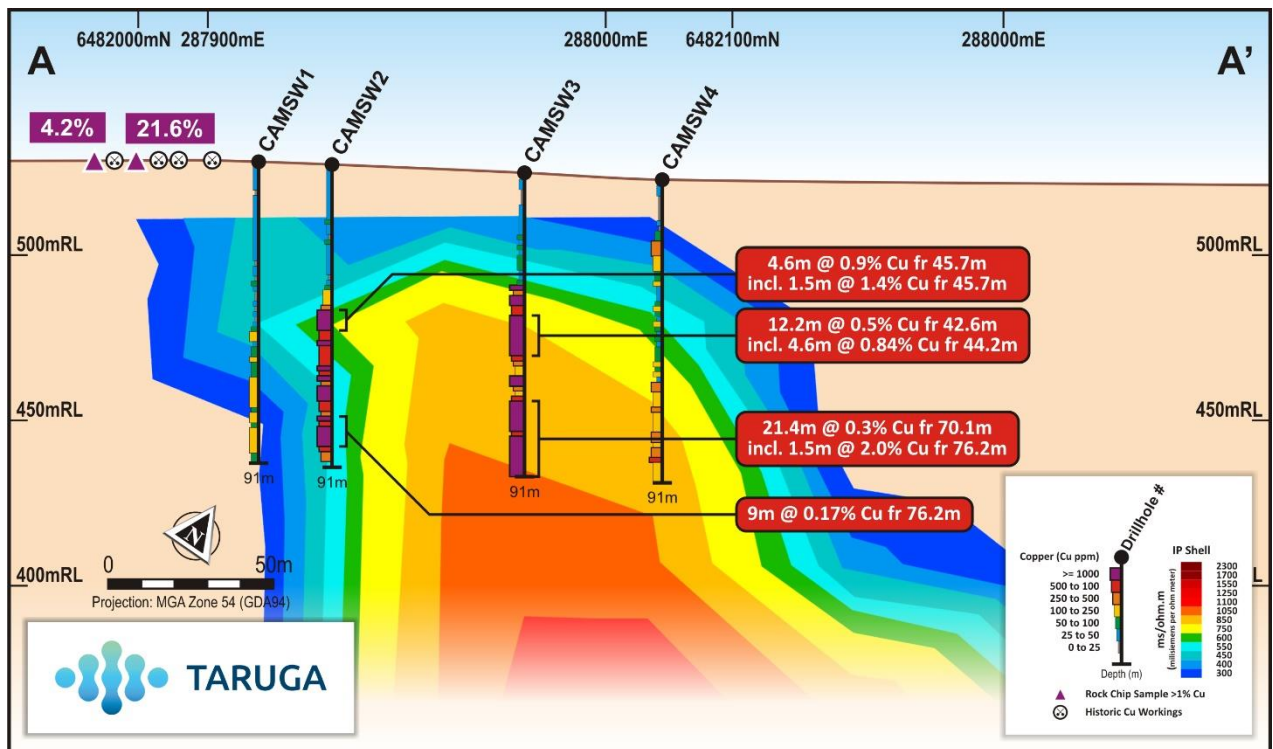 6482000mN
287900mE
288000mE
6482100mN
288000mE
A
A'
4.2%
21.6%
CAMSW1
CAMSW2
CAMSW3
CAMSW4
500mRL
500mRL
4.6m @ 0.9% Cu fr 45.7m
incl. 1.5m @ 1.4% Cu fr 45.7m
12.2m @ 0.5% Cu fr 42.6m
incl. 4.6m @ 0.84% Cu fr 44.2m
450mRL
450mRL
21.4m @ 0.3% Cu fr 70.1m
incl. 1.5m @ 2.0% Cu fr 76.2m
91m
91m
91m
91m
9m @ 0.17% Cu fr 76.2m
N
0
50m
Projection: MGA Zone 54 (GDA94)
400mRL
L
TARUGA
Drillhole #
Copper (Cu ppm)
>= 1000
500 to 100
250 to 500
100 to 250
50 to 100
25 to 50
0 to 25
Depth (m)
IP Shell
ms/ohm.m
(milisiemens per ohm meter)
2300
1700
1550
1250
1100
1050
850
750
600
550
450
400
300
Rock Chip Sample >1% Cu
Historic Cu Workings